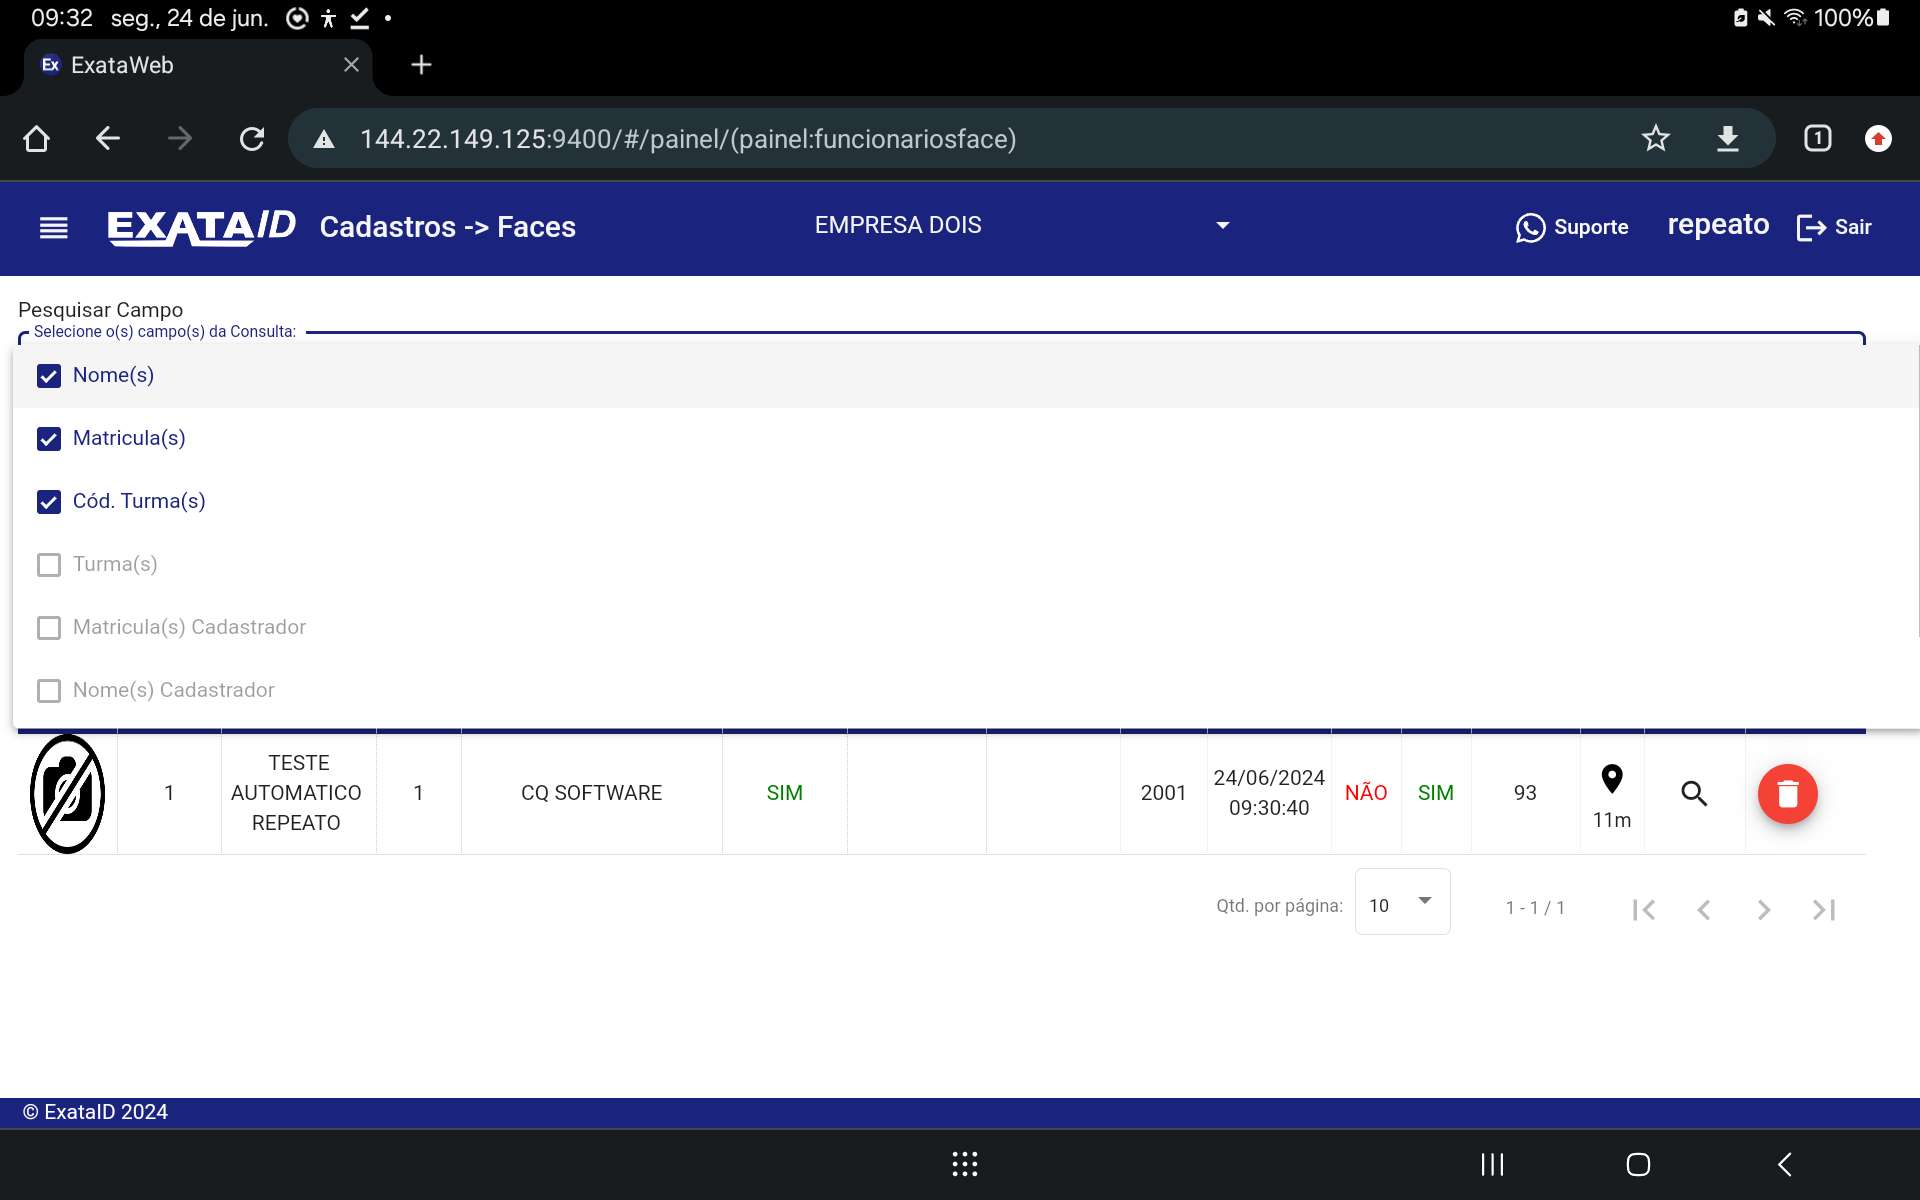 09:32 seg., 24 de jun. 100%
Ex ExataWeb
144.22.149.125:9400/#/painel/(painel:funcionariosface) 1
EXATA/D Cadastros -> Faces EMPRESA DOIS Suporte repeato Sair
Pesquisar Campo
Selecione o(s) campo(s) da Consulta:
Nome(s)
Matricula(s)
Cód. Turma(s)
Turma(s)
Matricula(s) Cadastrador
Nome(s) Cadastrador
1 TESTE AUTOMATICO REPEATO 1 CQ SOFTWARE SIM 2001 24/06/2024 09:30:40 NÃO SIM 93 11m
Qtd. por página: 10 1 - 1 / 1
© ExataID 2024